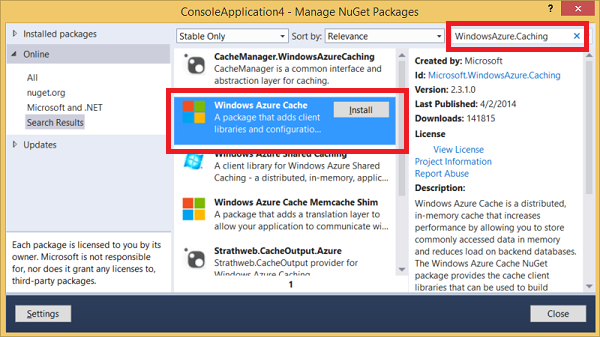 ConsoleApplication4 - Manage NuGet Packages
Installed packages
Online
All
nuget.org
Microsoft and .NET
Search Results
Updates
Each package is licensed to you by its
owner. Microsoft is not responsible
for, nor does it grant any licenses to,
third-party packages.
Stable Only
Sort by:
Relevance
CacheManager.WindowsAzureCaching
CacheManager is a common interface and
abstraction layer for caching.
Windows Azure Cache
A package that adds client
libraries and configuratio...
Install
Windows Azure Shared Caching
A client library for Windows Azure Shared
Caching - a distributed, in-memory, applic...
Windows Azure Cache Memcache Shim
A package that adds a translation layer to
allow your application to communicate wi...
Strathweb.CacheOutput.Azure
Strathweb.CacheOutput provider for
Windows Azure Caching
1
WindowsAzure.Caching
Created by: Microsoft
Id: Microsoft.WindowsAzure.Caching
Version: 2.3.1.0
Last Published: 4/2/2014
Downloads: 141815
License
View License
Project Information
Report Abuse
Description:
Windows Azure Cache is a distributed,
in-memory cache that increases
performance by allowing you to store
commonly accessed data in memory
and reduces load on backend databases.
The Windows Azure Cache NuGet
package provides the cache client
libraries that can be used to build
Settings
Close